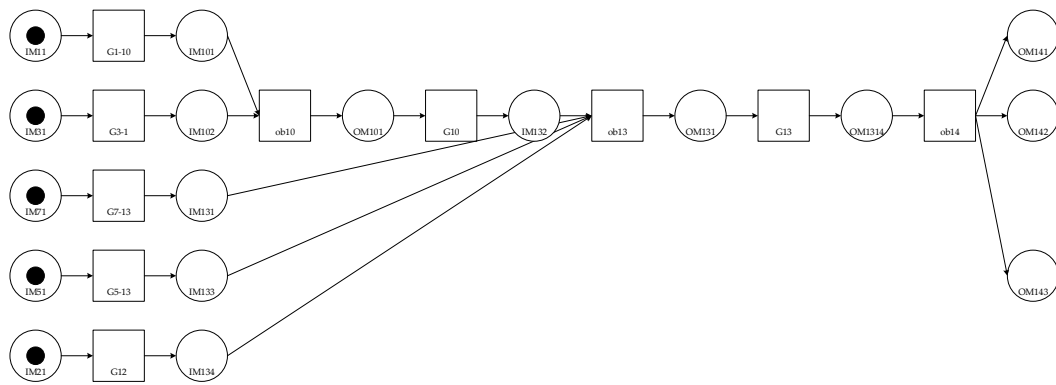 IM11 G1-10 IM101 OM141
IM31 G3-1 IM102 ob10 OM101 G10 IM132 ob13 OM131 G13 OM1314 ob14 OM142
IM71 G7-13 IM131
IM51 G5-13 IM133 OM143
IM21 G12 IM134